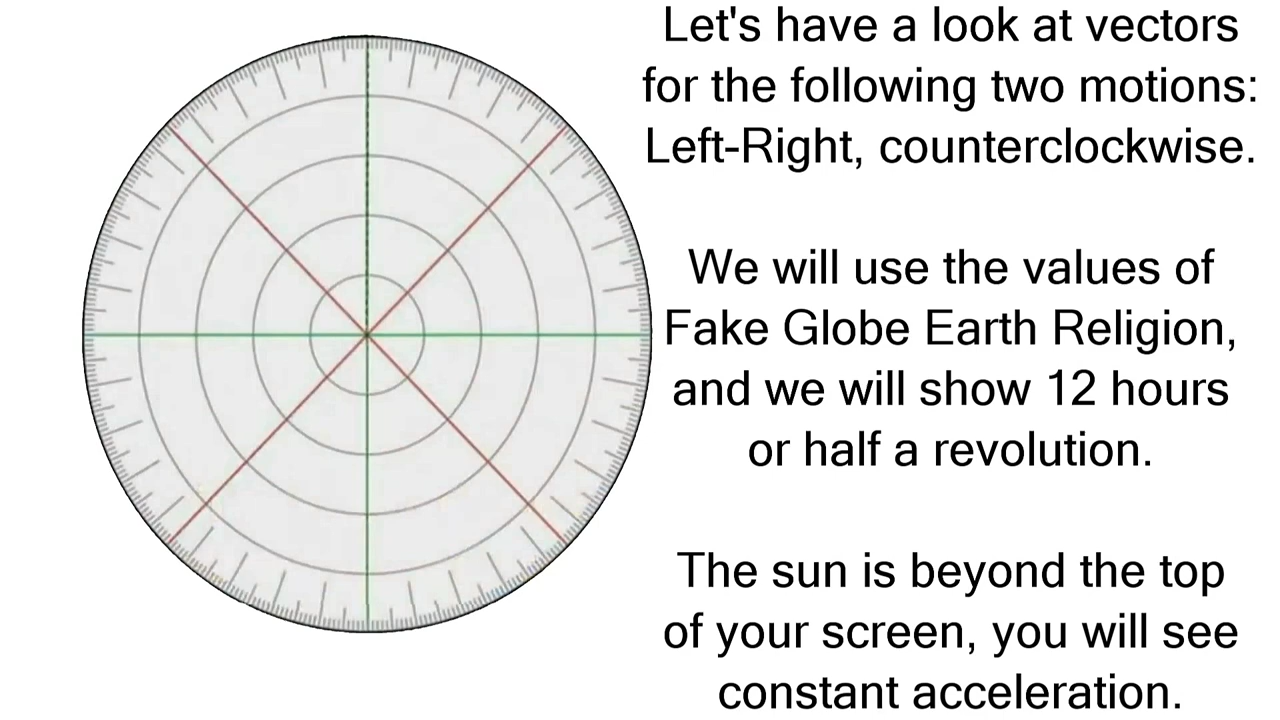 Let's have a look at vectors
for the following two motions:
Left-Right, counterclockwise.
We will use the values of
Fake Globe Earth Religion,
and we will show 12 hours
or half a revolution.
The sun is beyond the top
of your screen, you will see
constant acceleration.